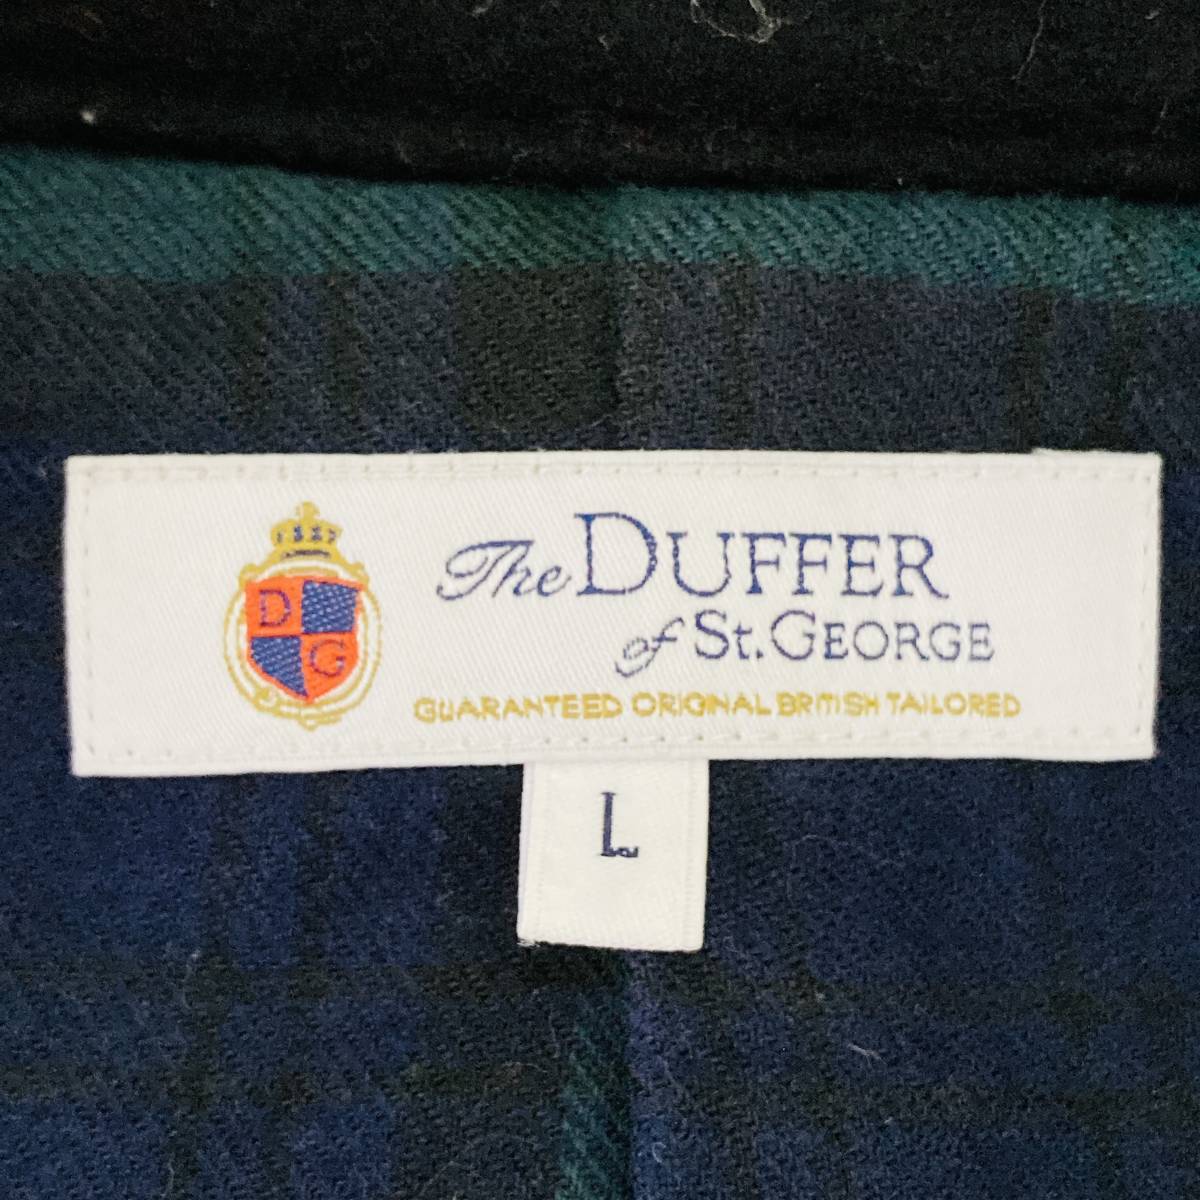 The DUFFER
of St. GEORGE
GUARANTEED ORIGINAL BRITISH TAILORED
D
G
L